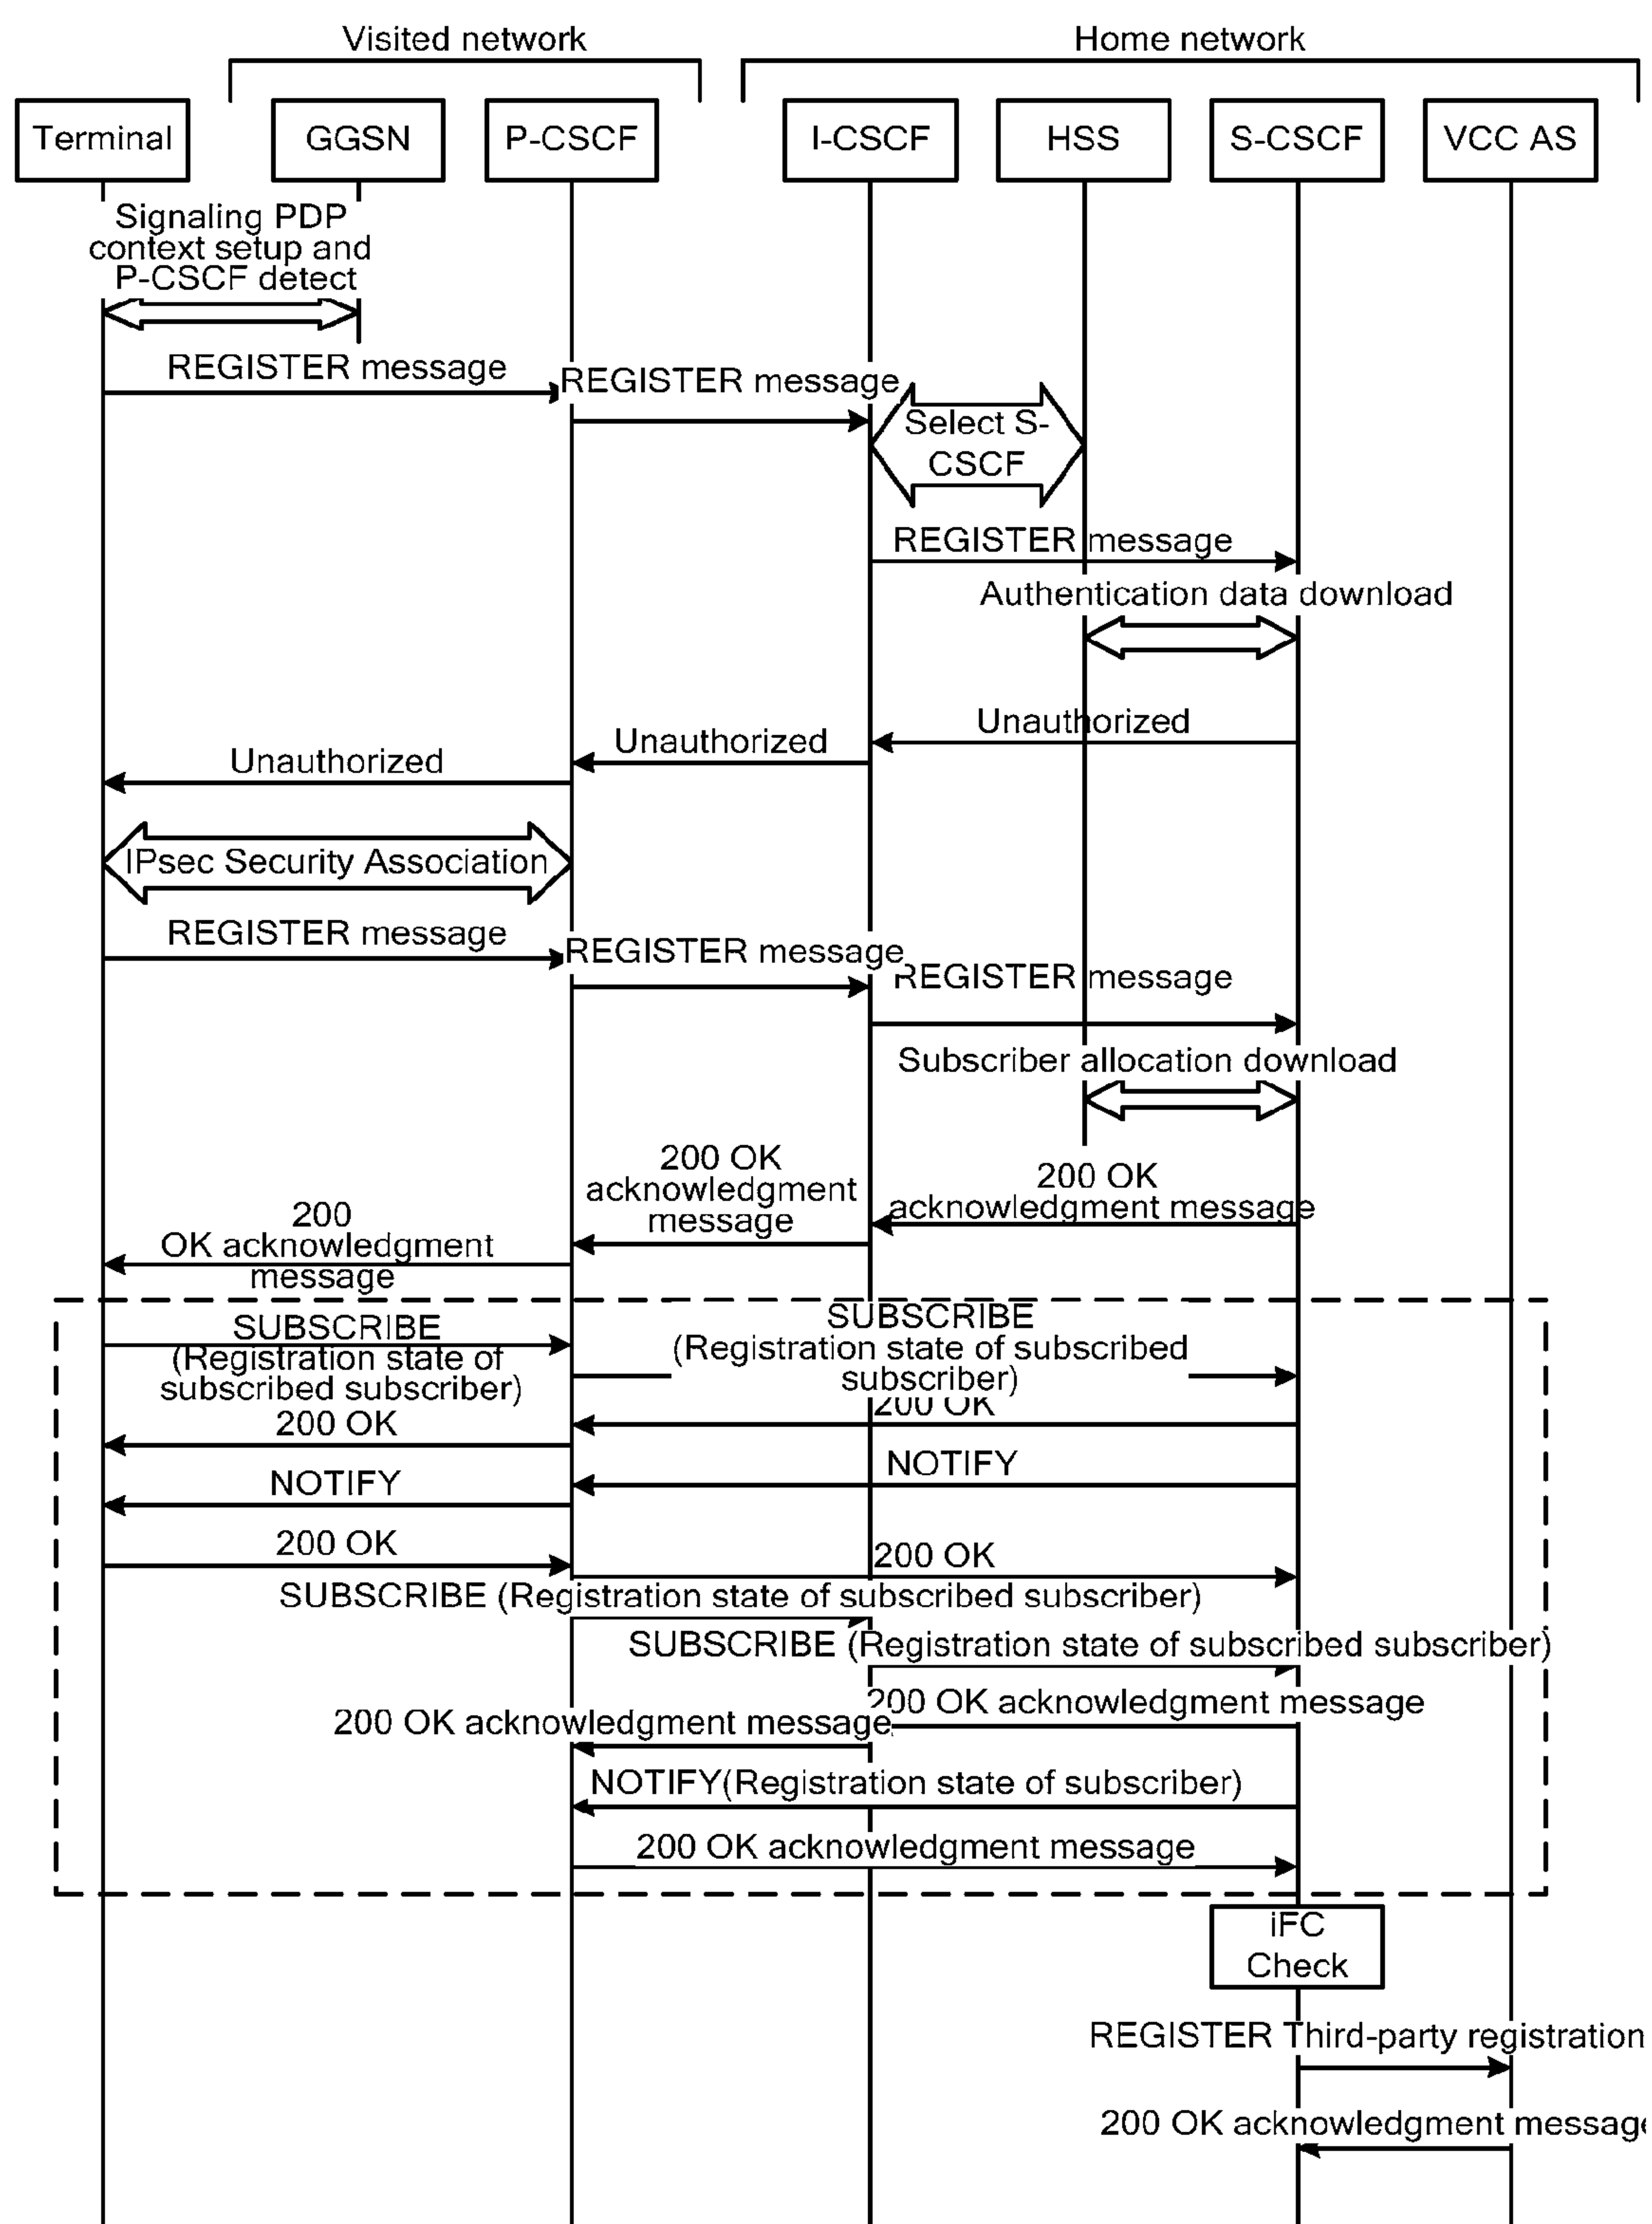 Visited network
Home network
Terminal
GGSN
P-CSCF
I-CSCF
HSS
S-CSCF
VCC AS
Signaling PDP
context setup and
P-CSCF detect
REGISTER message
REGISTER message
Select S-
CSCF
REGISTER message
Authentication data download
Unauthorized
Unauthorized
Unauthorized
IPsec Security Association
REGISTER message
REGISTER message
REGISTER message
Subscriber allocation download
200 OK
acknowledgment message
200 OK
acknowledgment
message
200
OK acknowledgment
message
SUBSCRIBE
(Registration state of
subscribed subscriber)
SUBSCRIBE
(Registration state of subscribed
subscriber)
200 OK
200 OK
NOTIFY
NOTIFY
200 OK
200 OK
SUBSCRIBE (Registration state of subscribed subscriber)
SUBSCRIBE (Registration state of subscribed subscriber)
200 OK acknowledgment message
200 OK acknowledgment message
NOTIFY(Registration state of subscriber)
200 OK acknowledgment message
iFC
Check
REGISTER Third-party registration
200 OK acknowledgment message